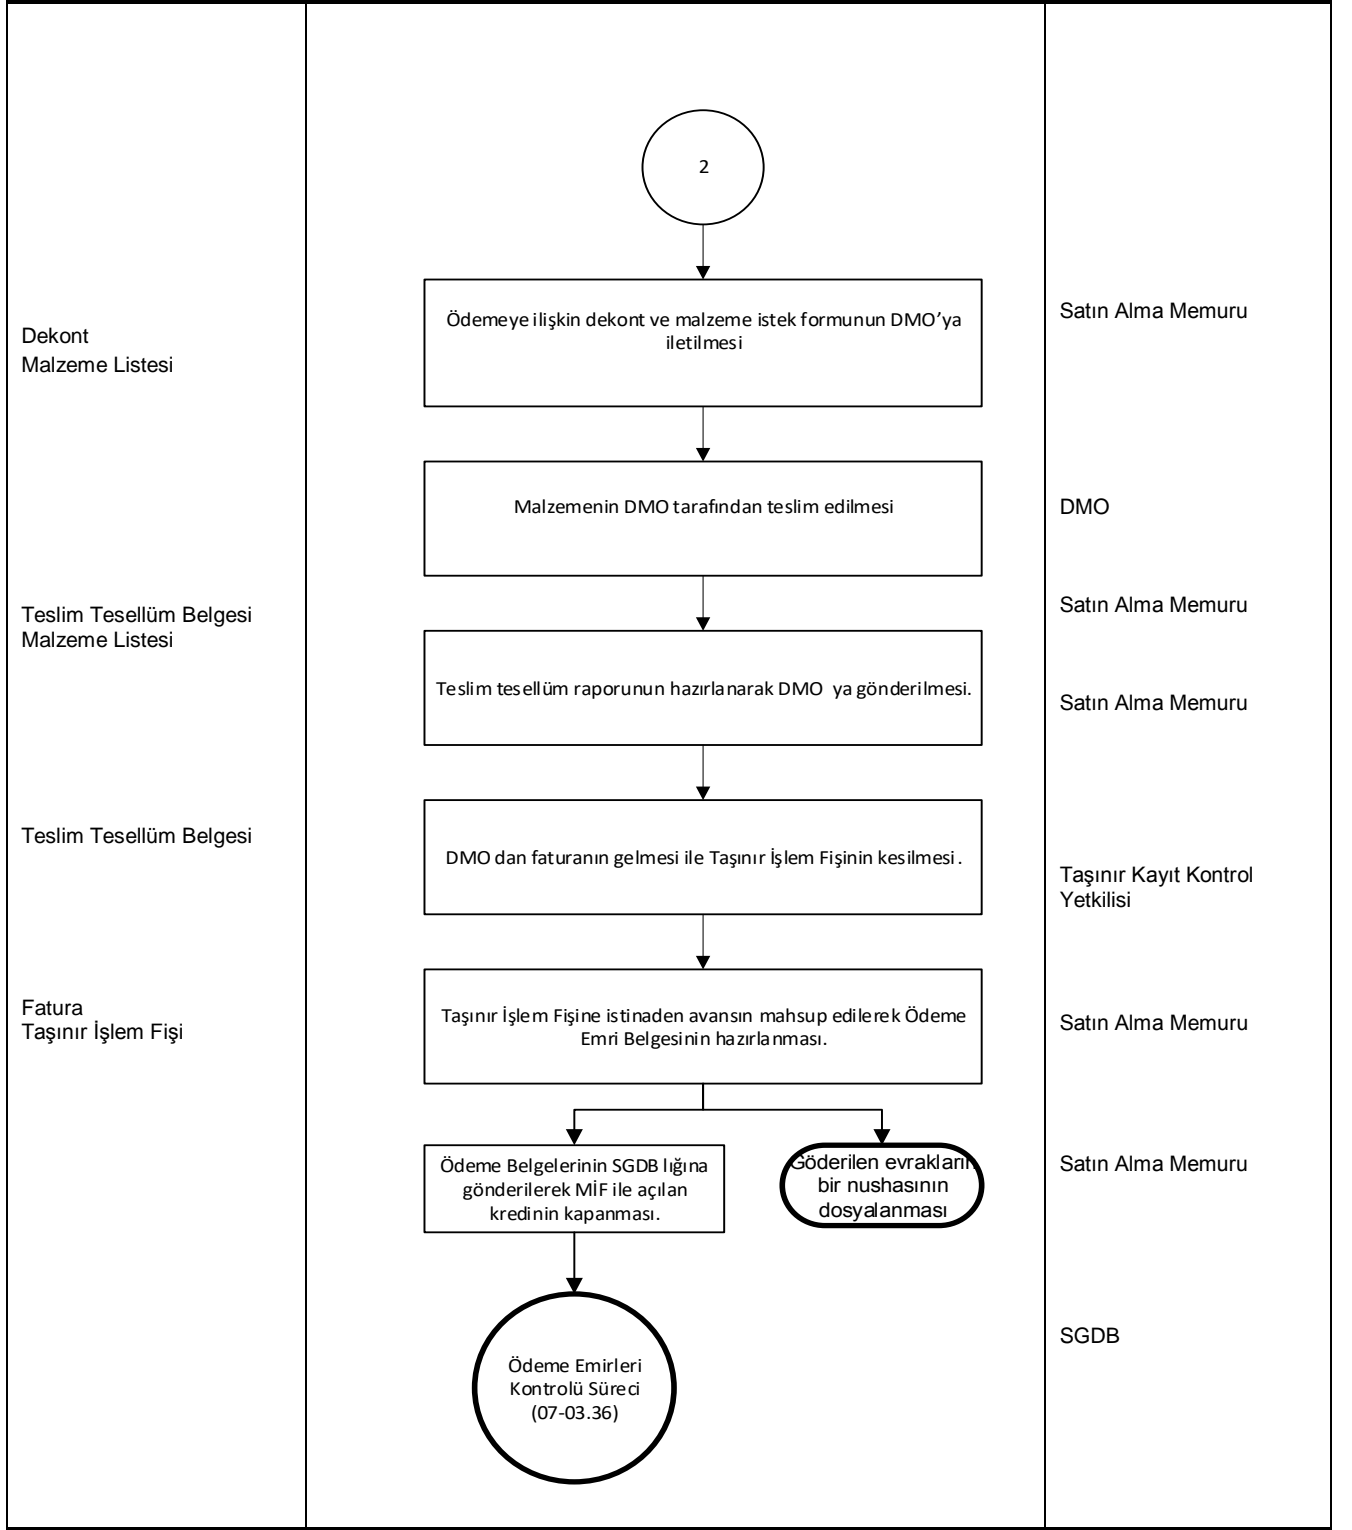 2
Ödemeye ilişkin dekont ve malzeme istek formunun DMO’ya
iletilmesi
Satın Alma Memuru
Dekont
Malzeme Listesi
Malzemenin DMO tarafından teslim edilmesi
DMO
Teslim Tesellüm Belgesi
Malzeme Listesi
Satın Alma Memuru
Teslim tesellüm raporunun hazırlanarak DMO ya gönderilmesi.
Satın Alma Memuru
Teslim Tesellüm Belgesi
DMO dan faturanın gelmesi ile Taşınır İşlem Fişinin kesilmesi.
Taşınır Kayıt Kontrol
Yetkilisi
Fatura
Taşınır İşlem Fişi
Taşınır İşlem Fişine istinaden avansın mahsup edilerek Ödeme
Emri Belgesinin hazırlanması.
Satın Alma Memuru
Ödeme Belgelerinin SGDB lığına
gönderilerek MİF ile açılan
kredinin kapanması.
Göderilen evrakların
bir nushasının
dosyalanması
Satın Alma Memuru
SGDB
Ödeme Emirleri
Kontrolü Süreci
(07-03.36)